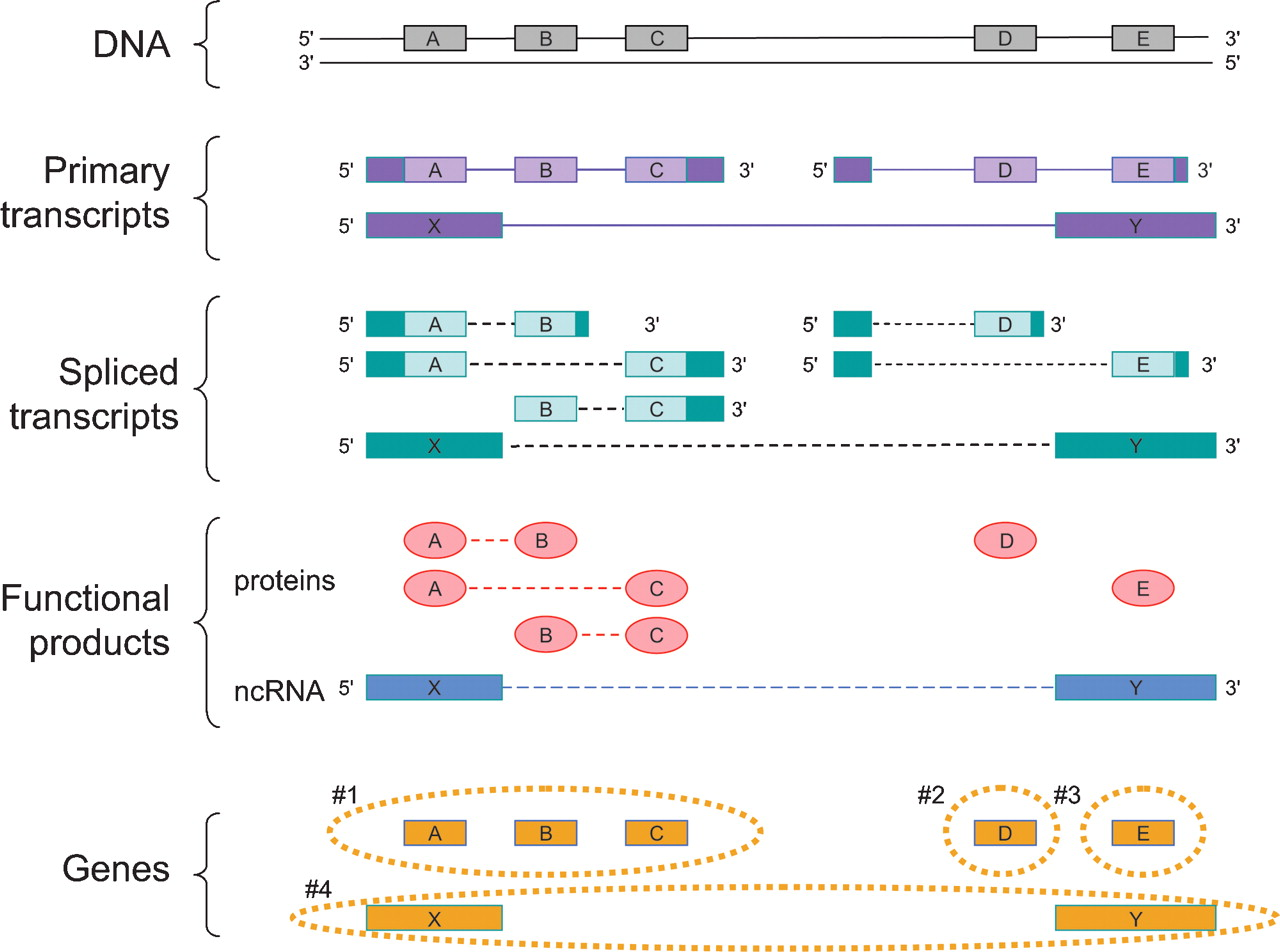 DNA
5' A B C D E 3'
3' 5'
Primary
transcripts
5' A B C 3' 5' D E 3'
5' X Y 3'
Spliced
transcripts
5' A B 3' 5' D 3'
5' A C 3' 5' E 3'
B C 3'
5' X Y 3'
Functional
products
proteins
A B D
A C E
B C
ncRNA 5' X Y 3'
Genes
#1 #2 #3
A B C D E
#4
X Y